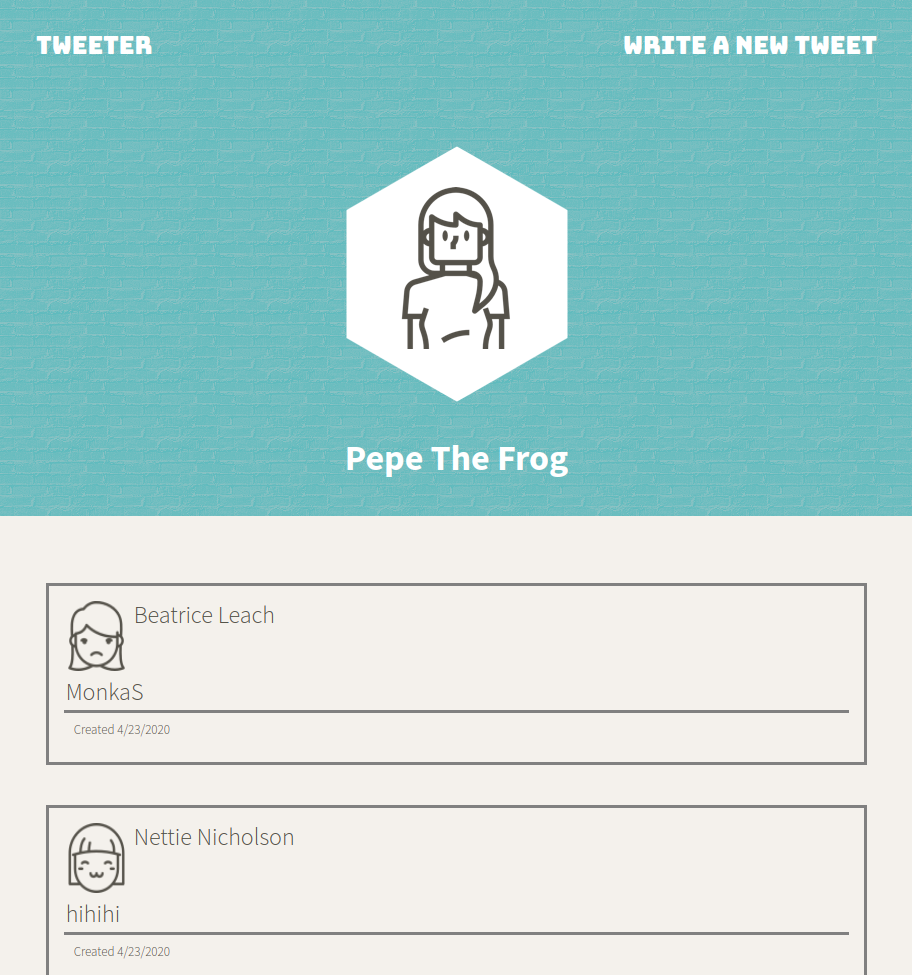 TWEETER
WRITE A NEW TWEET
Pepe The Frog
Beatrice Leach
MonkaS
Created 4/23/2020
Nettie Nicholson
hihihi
Created 4/23/2020